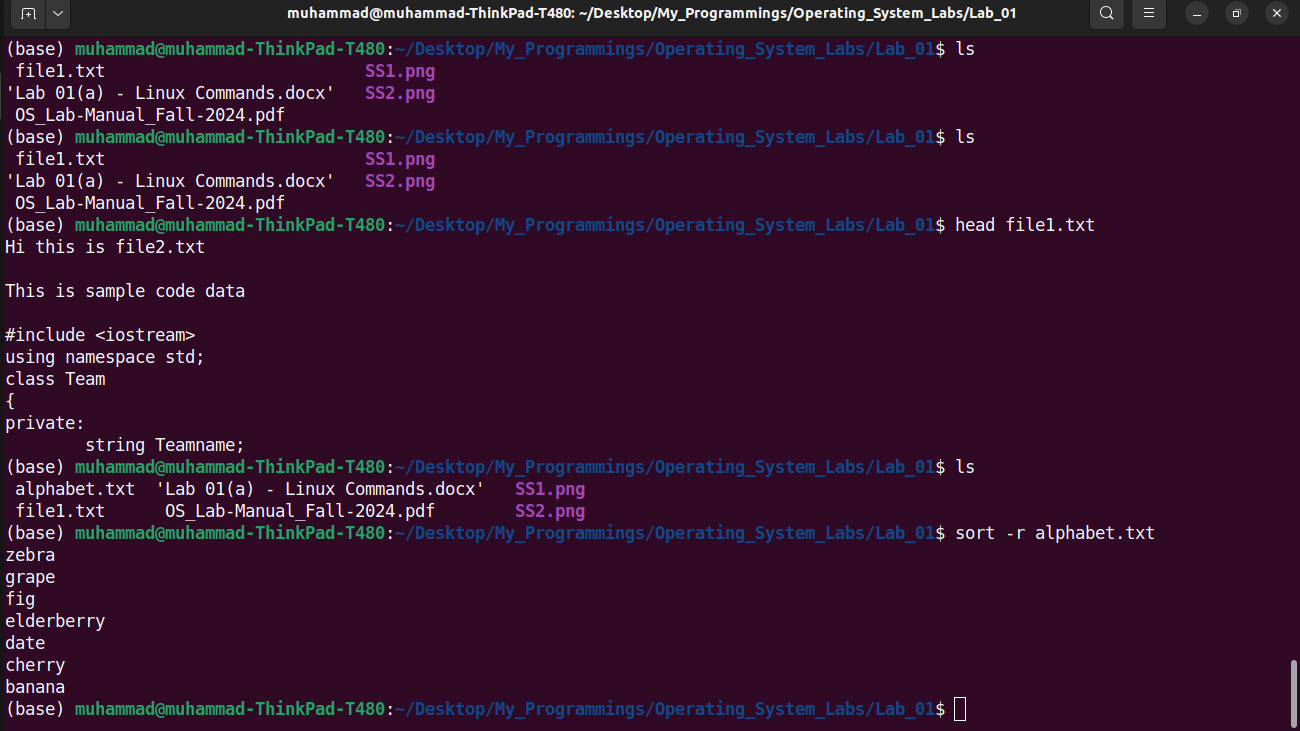 muhammad@muhammad-ThinkPad-T480: ~/Desktop/My_Programmings/Operating_System_Labs/Lab_01
(base) muhammad@muhammad-ThinkPad-T480:~/Desktop/My_Programmings/Operating_System_Labs/Lab_01$ ls
 file1.txt                          SS1.png
'Lab 01(a) - Linux Commands.docx'   SS2.png
 OS_Lab-Manual_Fall-2024.pdf
(base) muhammad@muhammad-ThinkPad-T480:~/Desktop/My_Programmings/Operating_System_Labs/Lab_01$ ls
 file1.txt                          SS1.png
'Lab 01(a) - Linux Commands.docx'   SS2.png
 OS_Lab-Manual_Fall-2024.pdf
(base) muhammad@muhammad-ThinkPad-T480:~/Desktop/My_Programmings/Operating_System_Labs/Lab_01$ head file1.txt
Hi this is file2.txt

This is sample code data

#include <iostream>
using namespace std;
class Team
{
private:
        string Teamname;
(base) muhammad@muhammad-ThinkPad-T480:~/Desktop/My_Programmings/Operating_System_Labs/Lab_01$ ls
 alphabet.txt  'Lab 01(a) - Linux Commands.docx'   SS1.png
 file1.txt      OS_Lab-Manual_Fall-2024.pdf        SS2.png
(base) muhammad@muhammad-ThinkPad-T480:~/Desktop/My_Programmings/Operating_System_Labs/Lab_01$ sort -r alphabet.txt
zebra
grape
fig
elderberry
date
cherry
banana
(base) muhammad@muhammad-ThinkPad-T480:~/Desktop/My_Programmings/Operating_System_Labs/Lab_01$